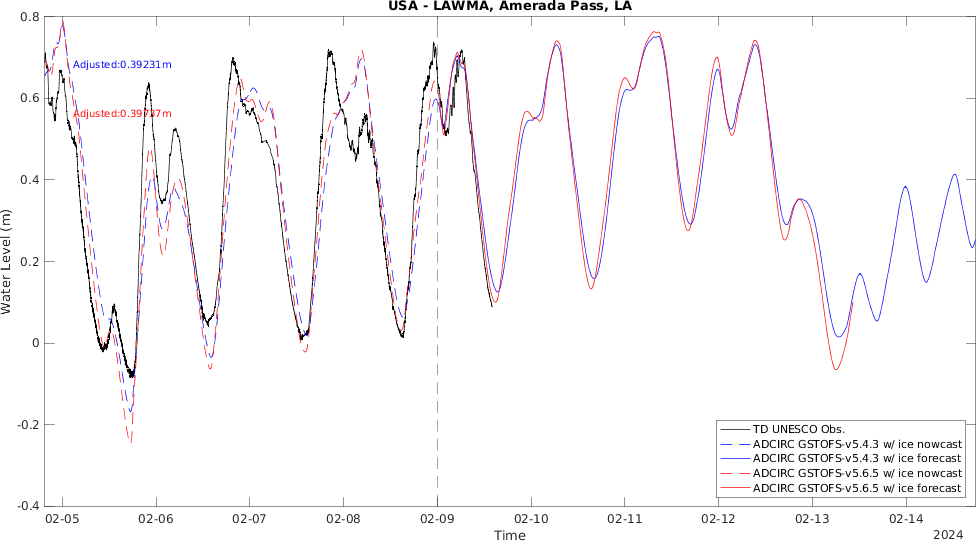 USA - LAWMA, Amerada Pass, LA
Water Level (m)
0.8
0.6
0.4
0.2
0
-0.2
-0.4
Adjusted:0.39231m
Adjusted:0.39737m
TD UNESCO Obs.
ADCIRC GSTOFS-v5.4.3 w/ ice nowcast
ADCIRC GSTOFS-v5.4.3 w/ ice forecast
ADCIRC GSTOFS-v5.6.5 w/ ice nowcast
ADCIRC GSTOFS-v5.6.5 w/ ice forecast
02-05 02-06 02-07 02-08 02-09 02-10 02-11 02-12 02-13 02-14
Time
2024